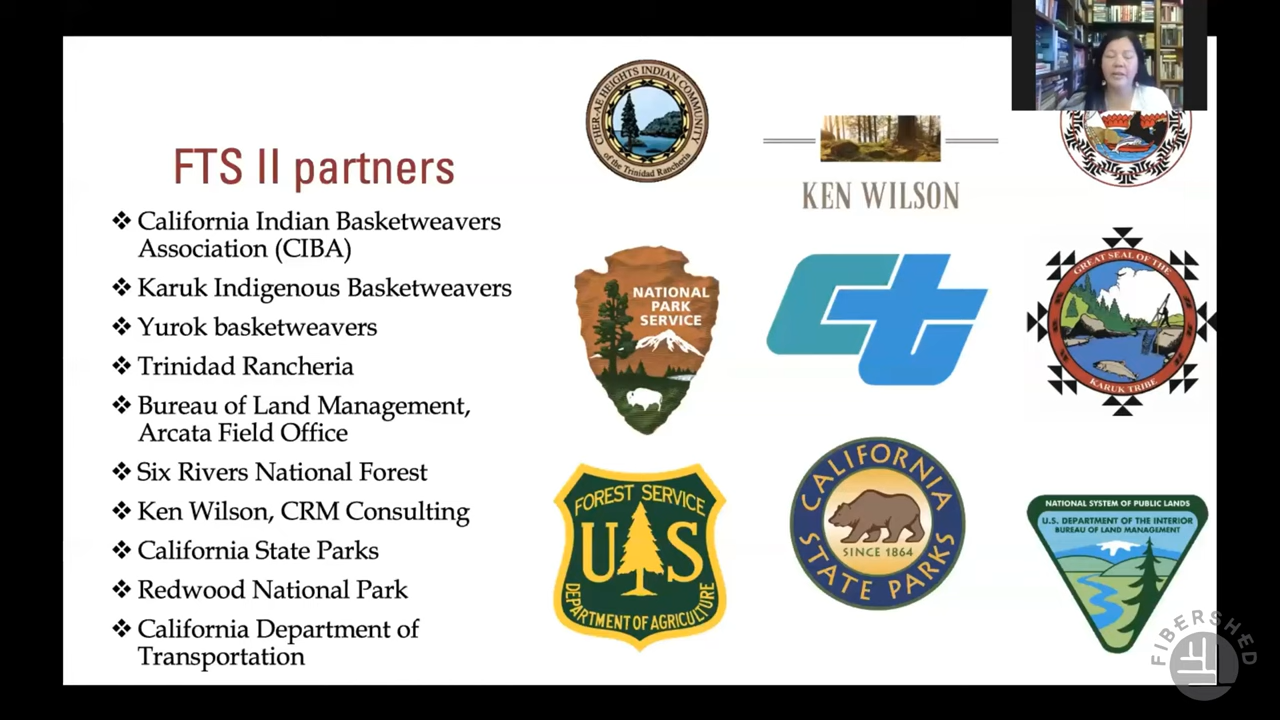 FTS II partners
❖ California Indian Basketweavers
Association (CIBA)
❖ Karuk Indigenous Basketweavers
❖ Yurok basketweavers
❖ Trinidad Rancheria
❖ Bureau of Land Management,
Arcata Field Office
❖ Six Rivers National Forest
❖ Ken Wilson, CRM Consulting
❖ California State Parks
❖ Redwood National Park
❖ California Department of
Transportation
CHER-AE HEIGHTS INDIAN COMMUNITY
of the Trinidad Rancheria
KEN WILSON
NATIONAL
PARK
SERVICE
ct
GREAT SEAL OF THE
KARUK TRIBE
FOREST SERVICE
US
DEPARTMENT OF AGRICULTURE
CALIFORNIA
SINCE 1864
STATE PARKS
NATIONAL SYSTEM OF PUBLIC LANDS
U.S. DEPARTMENT OF THE INTERIOR
BUREAU OF LAND MANAGEMENT
FIBERSHED